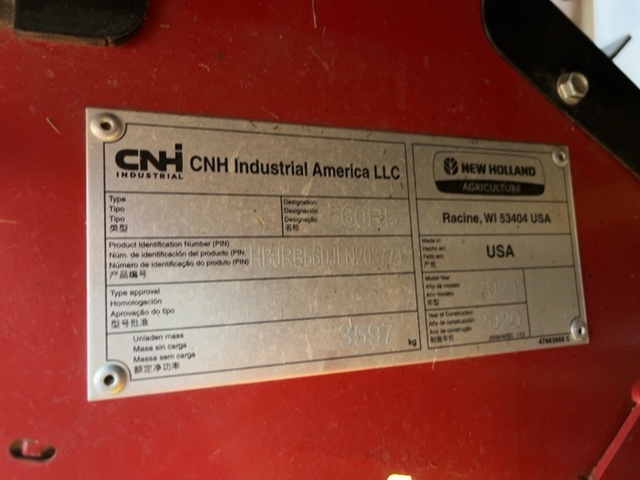 CNH
INDUSTRIAL
CNH Industrial America LLC
Type
Tipo
Tipo
类型
Designation
Designación
Designação
名称
560RB
Product Identification Number (PIN)
Núm. de identificación del producto (PIN)
Número de identificação do produto (PIN)
产品编号
Type approval
Homologación
Aprovação do tipo
型号批准
Unladen mass
Masa sin carga
Massa sem carga
额定净功率
3597
kg
NEW HOLLAND
AGRICULTURE
Racine, WI 53404 USA
Made in
Hecho en
Feito em
产地
USA
Model Year
Año de modelo
Ano modelo
年型
Year of Construction
Año de construcción
Ano de construção
制造年份
2020